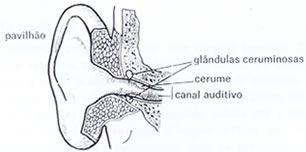 pavilhão
glândulas ceruminosas
cerume
canal auditivo